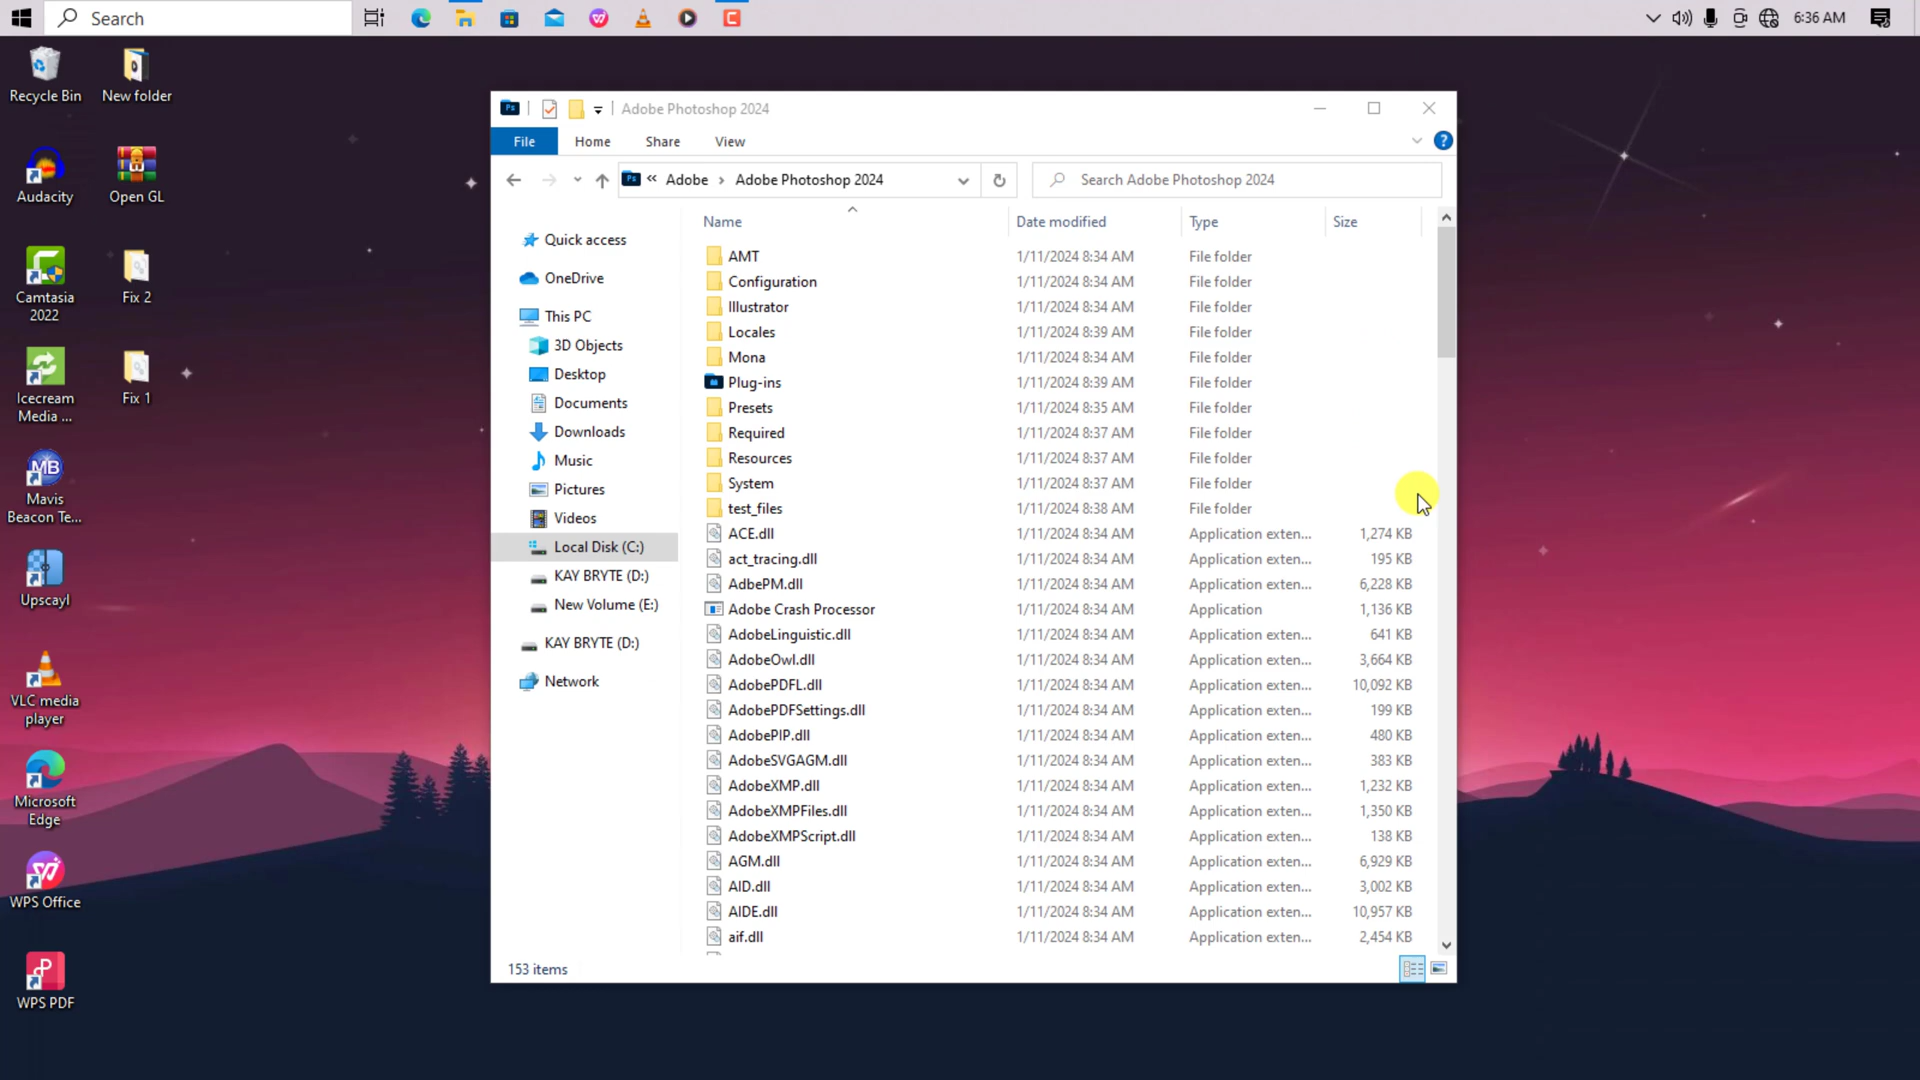 Search
6:36 AM
Recycle Bin
New folder
Audacity
Open GL
Camtasia
2022
Fix 2
Icecream
Media ...
Fix 1
Mavis
Beacon Te...
Upscayl
VLC media
player
Microsoft
Edge
WPS Office
WPS PDF
Adobe Photoshop 2024
File
Home
Share
View
Adobe
Adobe Photoshop 2024
Search Adobe Photoshop 2024
Quick access
OneDrive
This PC
3D Objects
Desktop
Documents
Downloads
Music
Pictures
Videos
Local Disk (C:)
KAY BRYTE (D:)
New Volume (E:)
KAY BRYTE (D:)
Network
Name Date modified Type Size
AMT 1/11/2024 8:34 AM File folder
Configuration 1/11/2024 8:34 AM File folder
Illustrator 1/11/2024 8:34 AM File folder
Locales 1/11/2024 8:39 AM File folder
Mona 1/11/2024 8:34 AM File folder
Plug-ins 1/11/2024 8:39 AM File folder
Presets 1/11/2024 8:35 AM File folder
Required 1/11/2024 8:37 AM File folder
Resources 1/11/2024 8:37 AM File folder
System 1/11/2024 8:37 AM File folder
test_files 1/11/2024 8:38 AM File folder
ACE.dll 1/11/2024 8:34 AM Application exten... 1,274 KB
act_tracing.dll 1/11/2024 8:34 AM Application exten... 195 KB
AdbePM.dll 1/11/2024 8:34 AM Application exten... 6,228 KB
Adobe Crash Processor 1/11/2024 8:34 AM Application 1,136 KB
AdobeLinguistic.dll 1/11/2024 8:34 AM Application exten... 641 KB
AdobeOwl.dll 1/11/2024 8:34 AM Application exten... 3,664 KB
AdobePDFL.dll 1/11/2024 8:34 AM Application exten... 10,092 KB
AdobePDFSettings.dll 1/11/2024 8:34 AM Application exten... 199 KB
AdobePIP.dll 1/11/2024 8:34 AM Application exten... 480 KB
AdobeSVGAGM.dll 1/11/2024 8:34 AM Application exten... 383 KB
AdobeXMP.dll 1/11/2024 8:34 AM Application exten... 1,232 KB
AdobeXMPFiles.dll 1/11/2024 8:34 AM Application exten... 1,350 KB
AdobeXMPScript.dll 1/11/2024 8:34 AM Application exten... 138 KB
AGM.dll 1/11/2024 8:34 AM Application exten... 6,929 KB
AID.dll 1/11/2024 8:34 AM Application exten... 3,002 KB
AIDE.dll 1/11/2024 8:34 AM Application exten... 10,957 KB
aif.dll 1/11/2024 8:34 AM Application exten... 2,454 KB
153 items